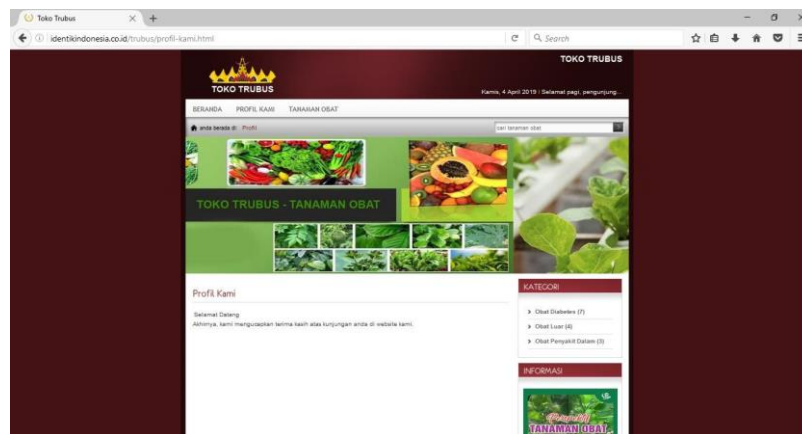 Toko Trubus
identikindonesia.co.id/trubus/profil-kami.html
Search
TOKO TRUBUS
TOKO TRUBUS
Kamis, 4 April 2019 | Selamat pagi, pengunjung...
BERANDA PROFIL KAMI TANAMAN OBAT
anda berada di Profil
cari tanaman obat
TOKO TRUBUS - TANAMAN OBAT
Profil Kami
Selamat Datang
Akhirnya, kami mengucapkan terima kasih atas kunjungan anda di website kami.
KATEGORI
Obat Diabetes (7)
Obat Luar (4)
Obat Penyakit Dalam (3)
INFORMASI
TANAMAN OBAT